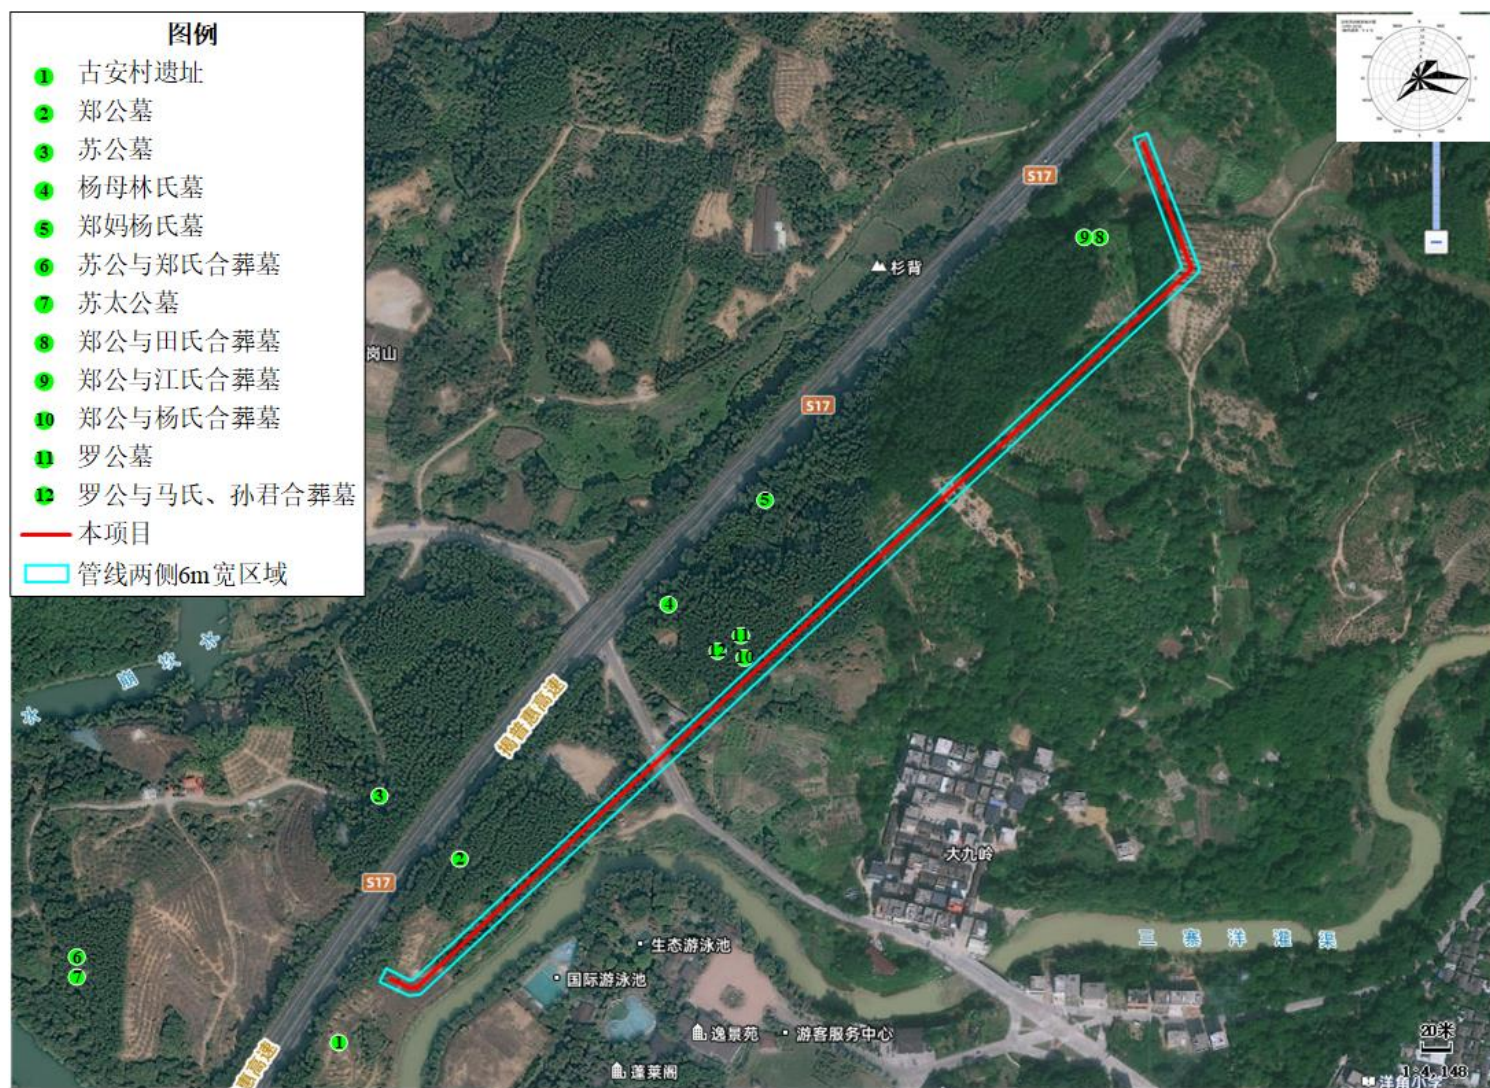 图例
1 古安村遗址
2 郑公墓
3 苏公墓
4 杨母林氏墓
5 郑妈杨氏墓
6 苏公与郑氏合葬墓
7 苏太公墓
8 郑公与田氏合葬墓
9 郑公与江氏合葬墓
10 郑公与杨氏合葬墓
11 罗公墓
12 罗公与马氏、孙君合葬墓
本项目
管线两侧6m宽区域
S17
9 8
杉背
岗山
S17
5
4
11
12
10
水
崩坎水
揭普惠高速
3
2
S17
大九岭
三寨洋灌渠
6
7
生态游泳池
国际游泳池
逸景苑
游客服务中心
1
惠高速
蓬莱阁
20米
1:4,148
洋